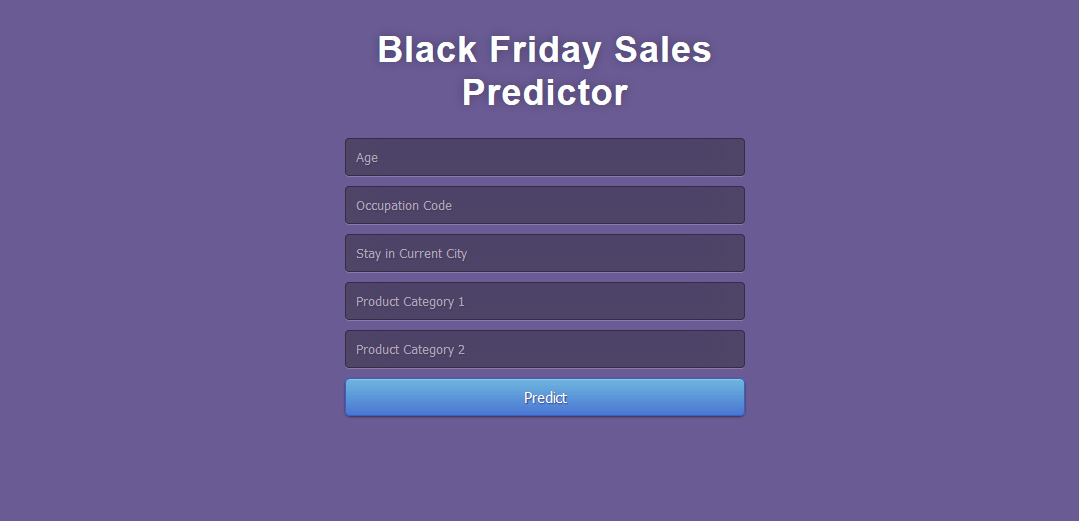 Black Friday Sales
Predictor
Age
Occupation Code
Stay in Current City
Product Category 1
Product Category 2
Predict